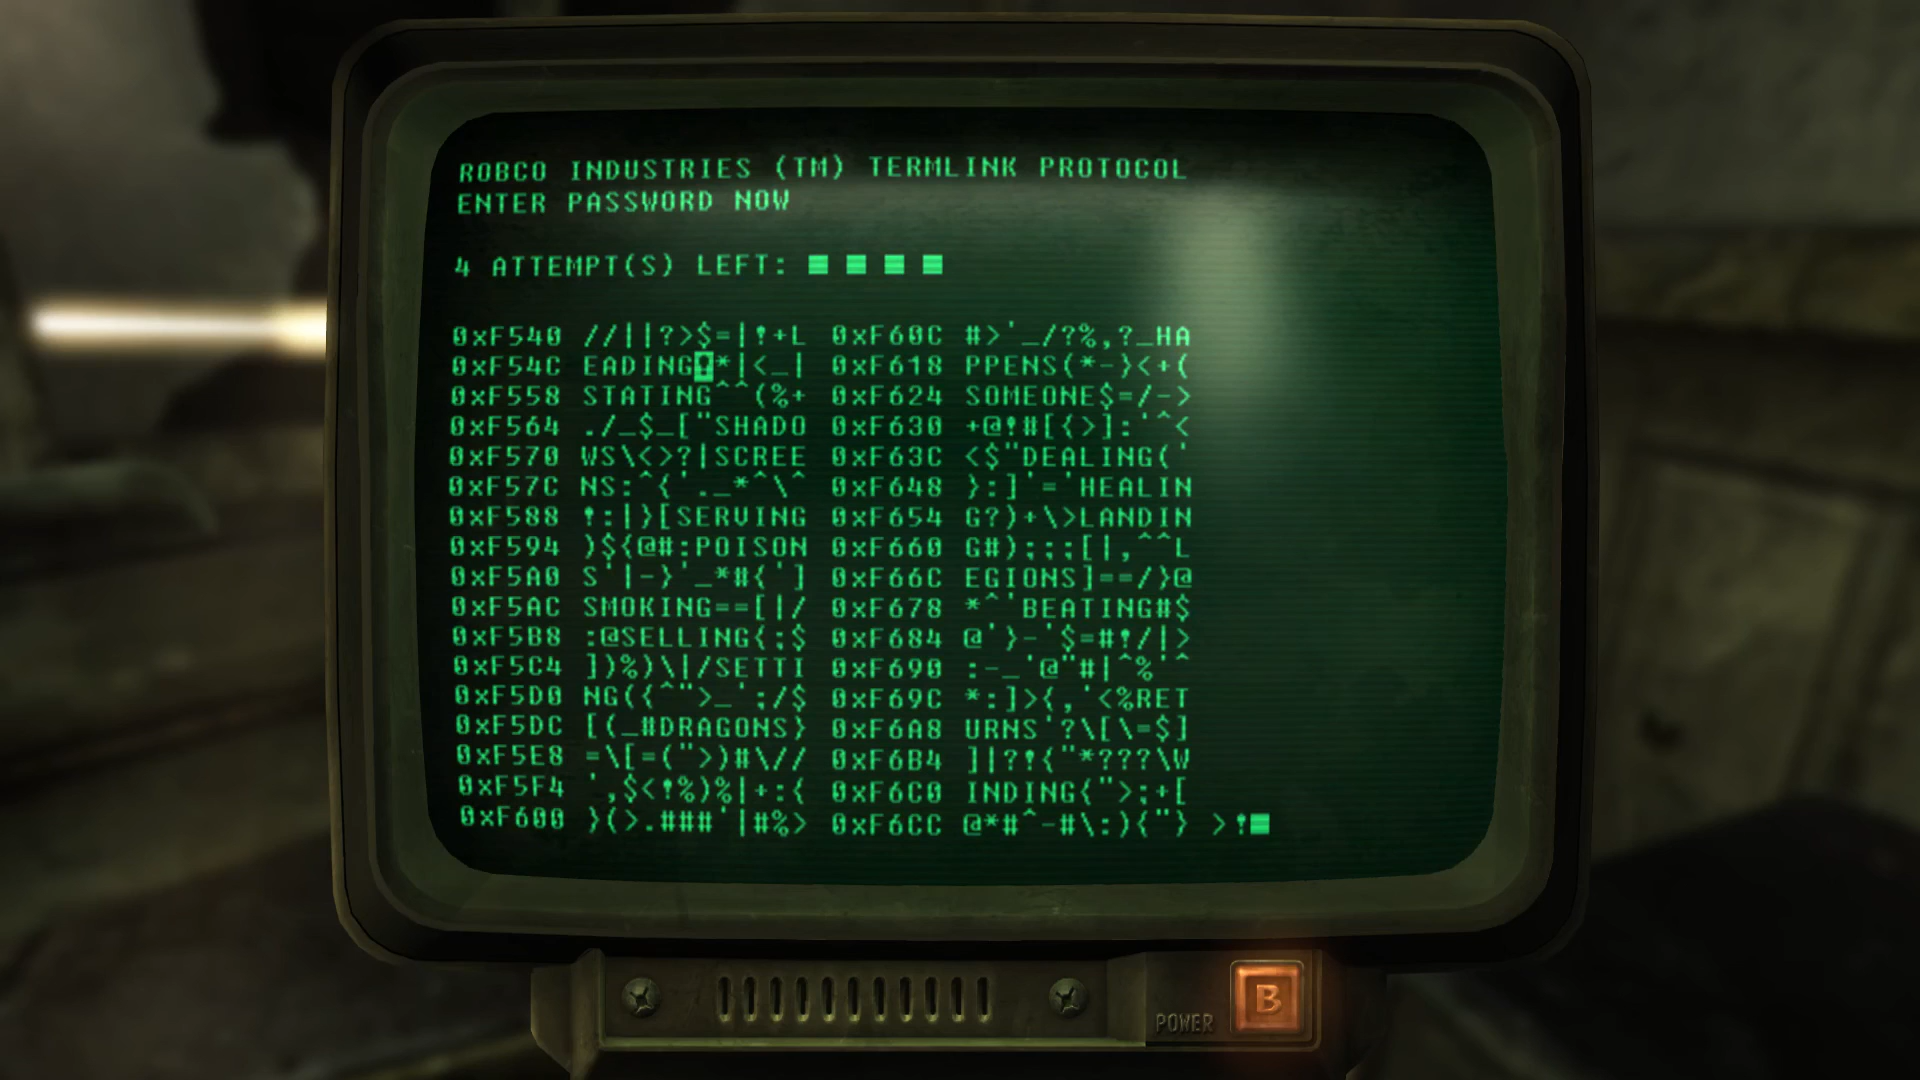 ROBCO INDUSTRIES (TM) TERMLINK PROTOCOL
ENTER PASSWORD NOW
4 ATTEMPT(S) LEFT: ■ ■ ■ ■
0xF540 //||?>$=|!+L 0xF60C #>'_/?%,?_HA
0xF54C EADING!*|<_| 0xF618 PPENS(*-}<+(
0xF558 STATING^^(%+ 0xF624 SOMEONE$=/->
0xF564 ./_$_["SHADO 0xF630 +@!#[{>]:'^<
0xF570 WS\<>?|SCREE 0xF63C <$"DEALING('
0xF57C NS:^{'._*^\^ 0xF648 }:]'='HEALIN
0xF588 !:|}[SERVING 0xF654 G?)+\>LANDIN
0xF594 )${@#:POISON 0xF660 G#);;;[|,^^L
0xF5A0 S'|-}'_*#{'] 0xF66C EGIONS]==/}@
0xF5AC SMOKING==[|/ 0xF678 *^'BEATING#$
0xF5B8 :@SELLING{;$ 0xF684 @'}-'$=#!/|>
0xF5C4 ])%)\|/SETTI 0xF690 :-_'@"#|^%'^
0xF5D0 NG({^">_';/$ 0xF69C *:]>{,'<%RET
0xF5DC [(_#DRAGONS} 0xF6A8 URNS'?\[\=$]
0xF5E8 =\[=(">)#\// 0xF6B4 ]|?!{"*???\W
0xF5F4 ',$<!%)%|+:{ 0xF6C0 INDING{">;+[
0xF600 }(>.###'|#%> 0xF6CC @*#^-#\:){"} >!■
POWER
B